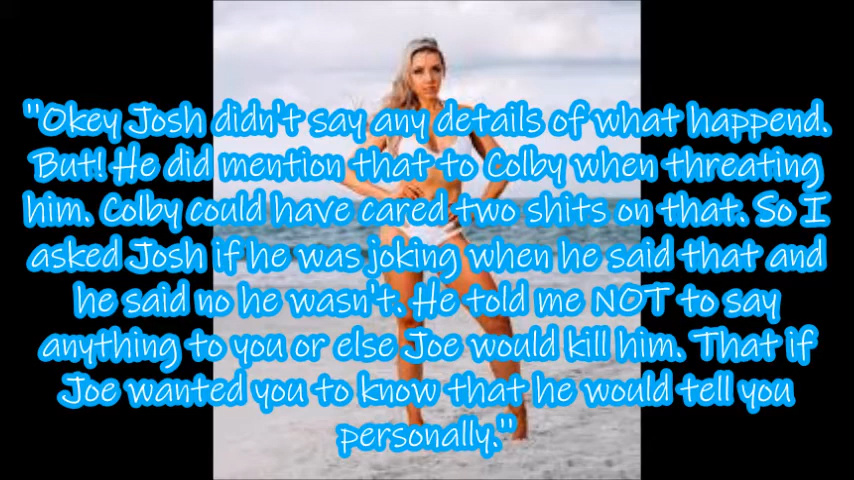 "Okey Josh didn't say any details of what happend.
But! He did mention that to Colby when threating
him. Colby could have cared two shits on that. So I
asked Josh if he was joking when he said that and
he said no he wasn't. He told me NOT to say
anything to you or else Joe would kill him. That if
Joe wanted you to know that he would tell you
personally."